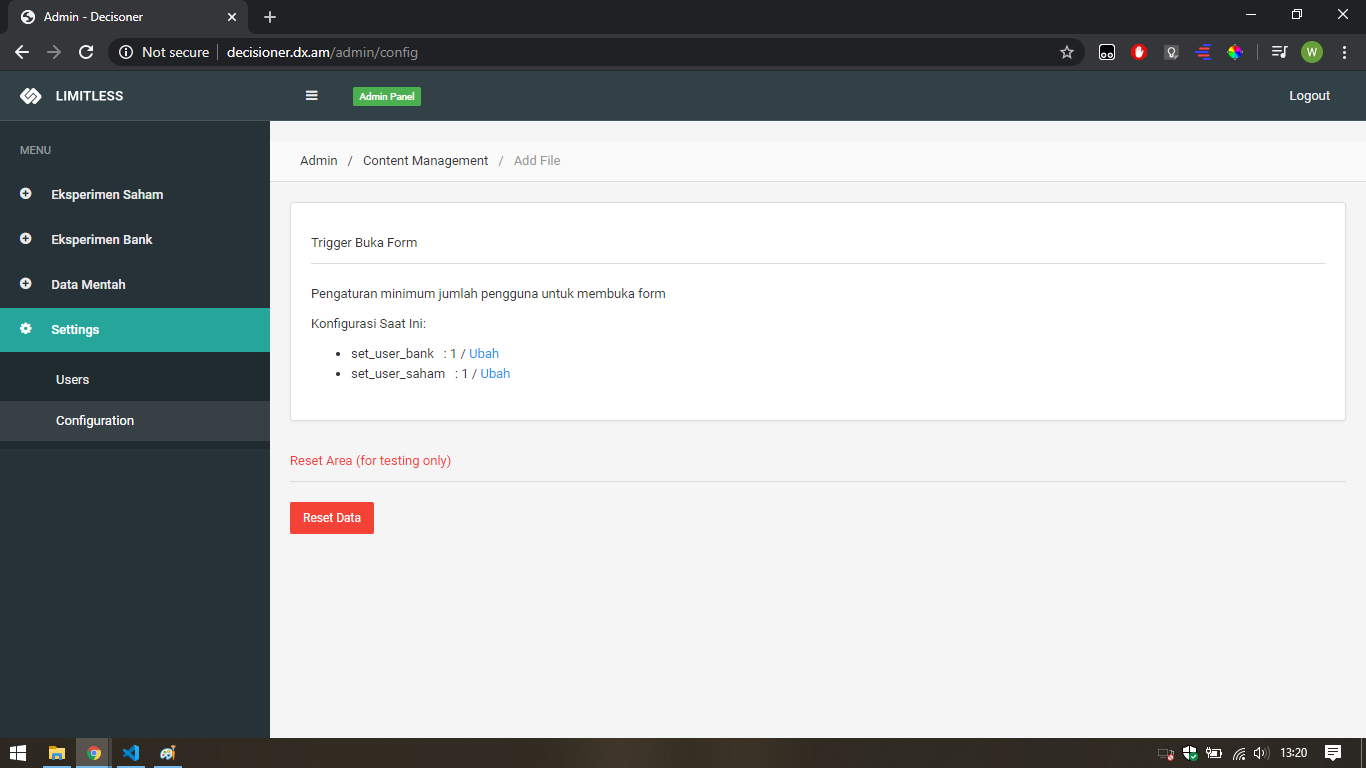 Admin - Decisoner
Not secure decisioner.dx.am/admin/config
W
LIMITLESS
Admin Panel
Logout
MENU
Eksperimen Saham
Eksperimen Bank
Data Mentah
Settings
Users
Configuration
Admin / Content Management / Add File
Trigger Buka Form
Pengaturan minimum jumlah pengguna untuk membuka form
Konfigurasi Saat Ini:
set_user_bank : 1 / Ubah
set_user_saham : 1 / Ubah
Reset Area (for testing only)
Reset Data
13:20